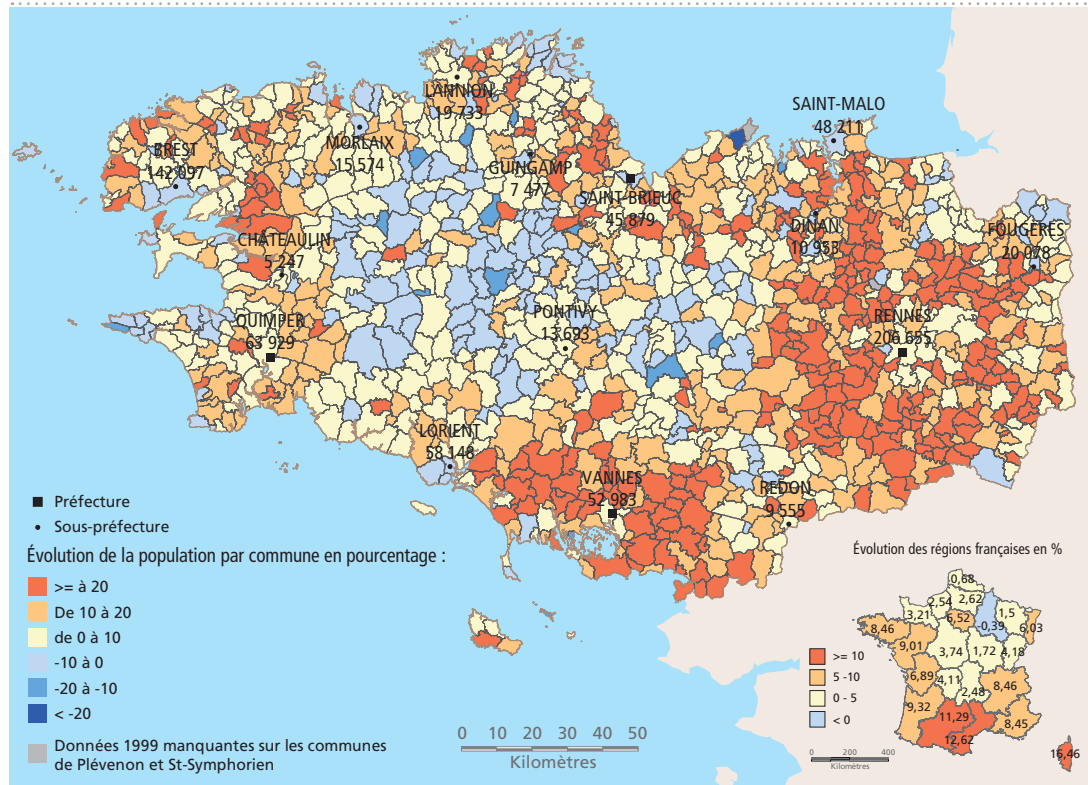 LANNION
19 733
SAINT-MALO
48 211
BREST
142 097
MORLAIX
15 574
GUINGAMP
7 477
SAINT-BRIEUC
45 879
DINAN
10 953
FOUGÈRES
20 078
CHÂTEAULIN
5 247
QUIMPER
63 929
PONTIVY
13 693
RENNES
206 655
LORIENT
58 148
VANNES
52 983
REDON
9 555
Préfecture
Sous-préfecture
Évolution de la population par commune en pourcentage :
>= à 20
De 10 à 20
de 0 à 10
-10 à 0
-20 à -10
< -20
Données 1999 manquantes sur les communes
de Plévenon et St-Symphorien
0 10 20 30 40 50
Kilomètres
Évolution des régions françaises en %
0,68
2,54
2,62
3,21
6,52
-0,39
1,5
6,03
8,46
9,01
3,74
1,72
4,18
6,89
4,11
2,48
8,46
9,32
11,29
8,45
12,62
16,46
>= 10
5 -10
0 - 5
< 0
0 200 400
Kilomètres